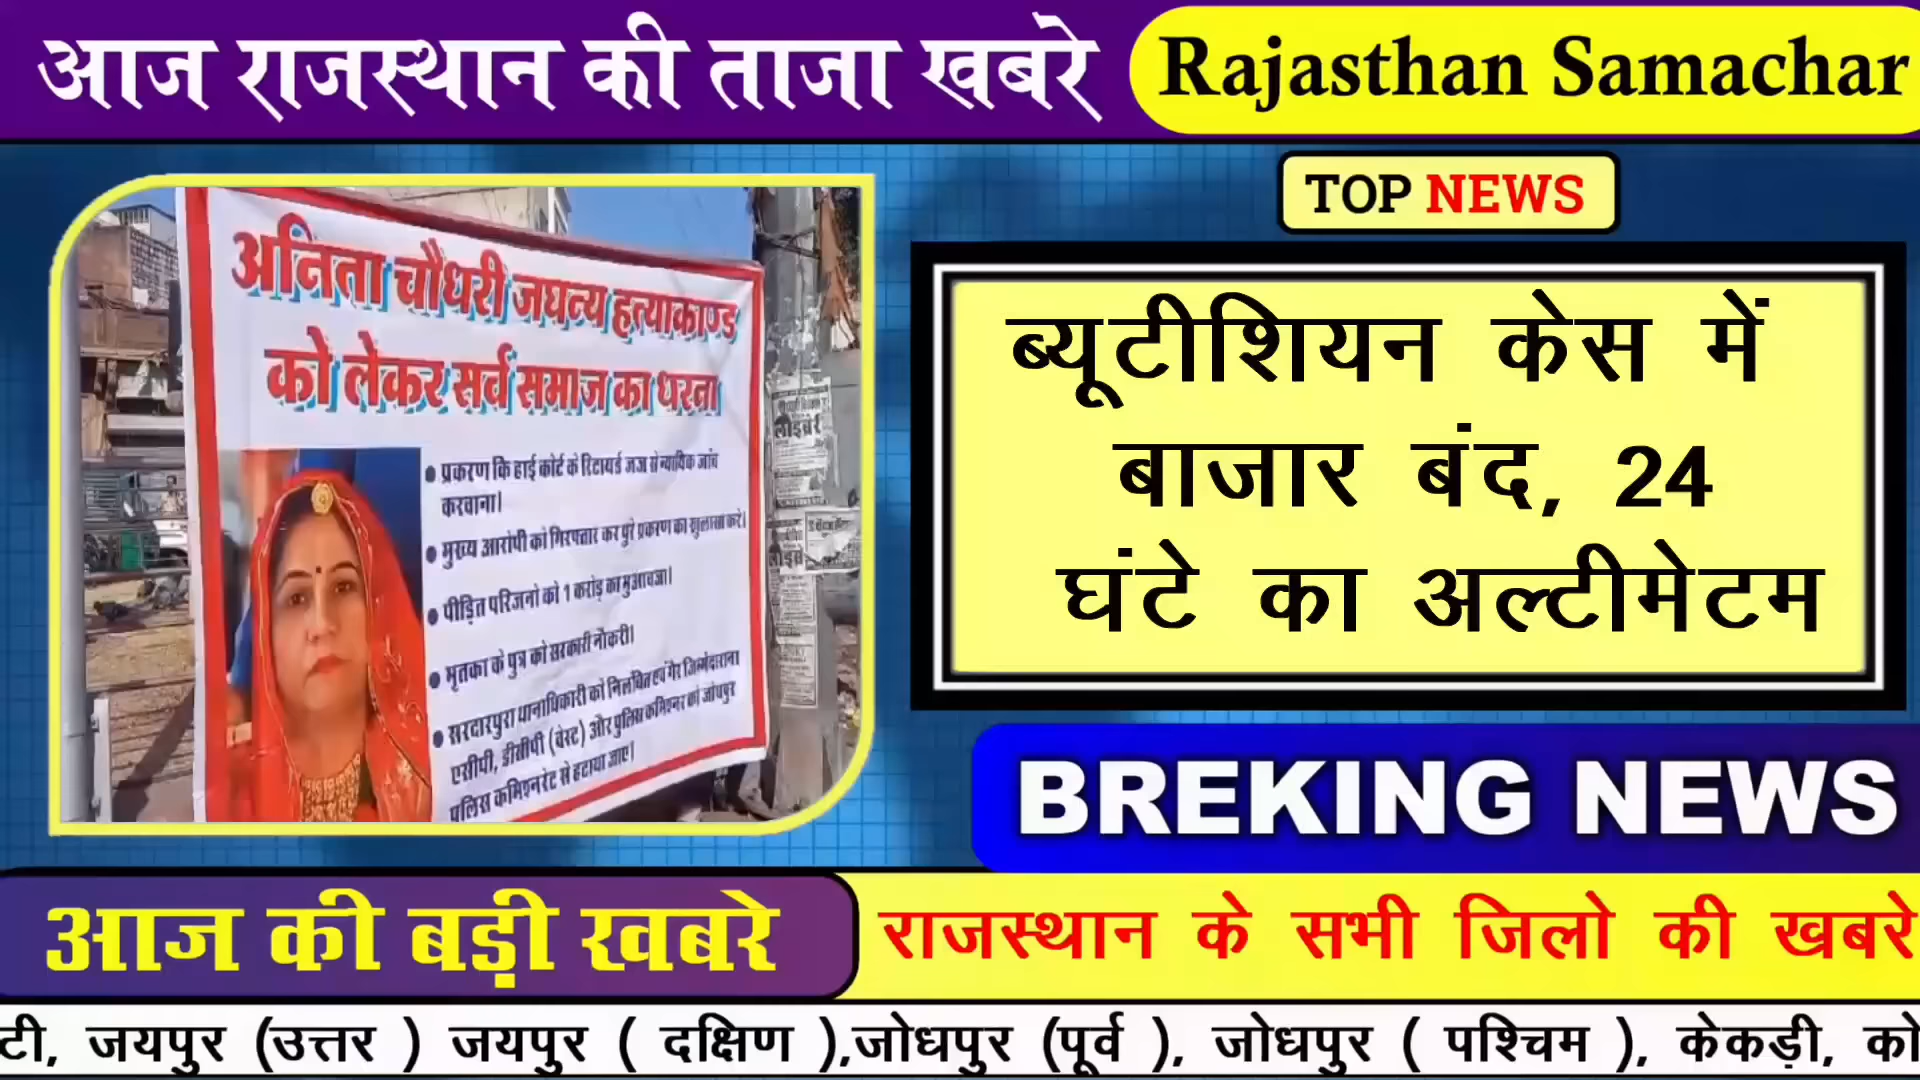 आज राजस्थान की ताजा खबरे
Rajasthan Samachar
TOP NEWS
अनिता चौधरी जघन्य हत्याकाण्ड
को लेकर सर्व समाज का धरना
• प्रकरण कि हाई कोर्ट के रिटायर्ड जज से न्यायिक जांच
करवाना।
• मुख्य आरोपी को गिरफ्तार कर पुरे प्रकरण का खुलासा करे।
• पीड़ित परिजनो को 1 करोड़ का मुआवजा।
• मृतका के पुत्र को सरकारी नौकरी।
• सरदारपुरा थानाधिकारी को निलंबित एवं गैर जिम्मेदाराना
एसीपी, डीसीपी (वेस्ट) और पुलिस कमिश्नर को जोधपुर
पुलिस कमिश्नरेट से हटाया जाए।
लाईब्रेरी
ब्यूटीशियन केस में
बाजार बंद, 24
घंटे का अल्टीमेटम
BREKING NEWS
आज की बड़ी खबरे
राजस्थान के सभी जिलो की खबरे
टी, जयपुर (उत्तर ) जयपुर ( दक्षिण ),जोधपुर (पूर्व ), जोधपुर ( पश्चिम ), केकड़ी, को